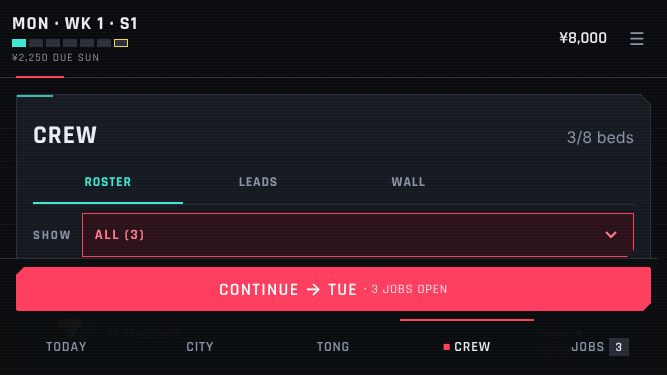 MON · WK 1 · S1
¥2,250 DUE SUN
¥8,000
CREW
3/8 beds
ROSTER LEADS WALL
SHOW ALL (3)
CONTINUE → TUE · 3 JOBS OPEN
TODAY CITY TONG CREW JOBS 3